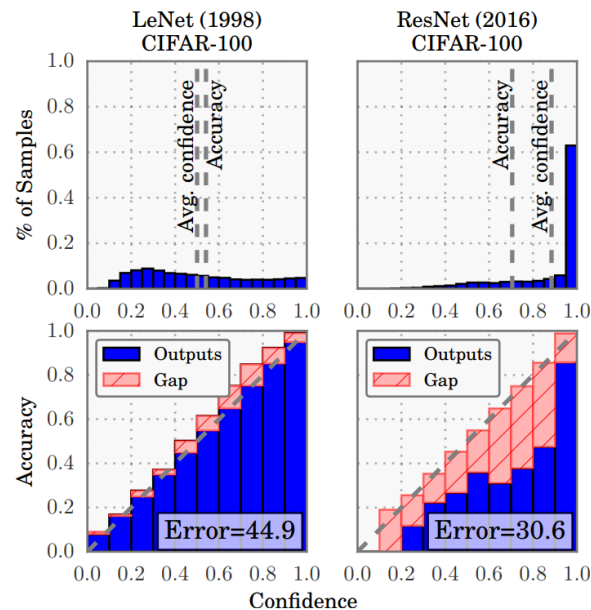 LeNet (1998)
CIFAR-100
ResNet (2016)
CIFAR-100
% of Samples
1.0
0.8
0.6
0.4
0.2
0.0
Avg. confidence
Accuracy
Accuracy
Avg. confidence
0.0 0.2 0.4 0.6 0.8 1.0
0.0 0.2 0.4 0.6 0.8 1.0
Accuracy
1.0
0.8
0.6
0.4
0.2
0.0
Outputs
Gap
Error=44.9
Outputs
Gap
Error=30.6
0.0 0.2 0.4 0.6 0.8 1.0
0.0 0.2 0.4 0.6 0.8 1.0
Confidence